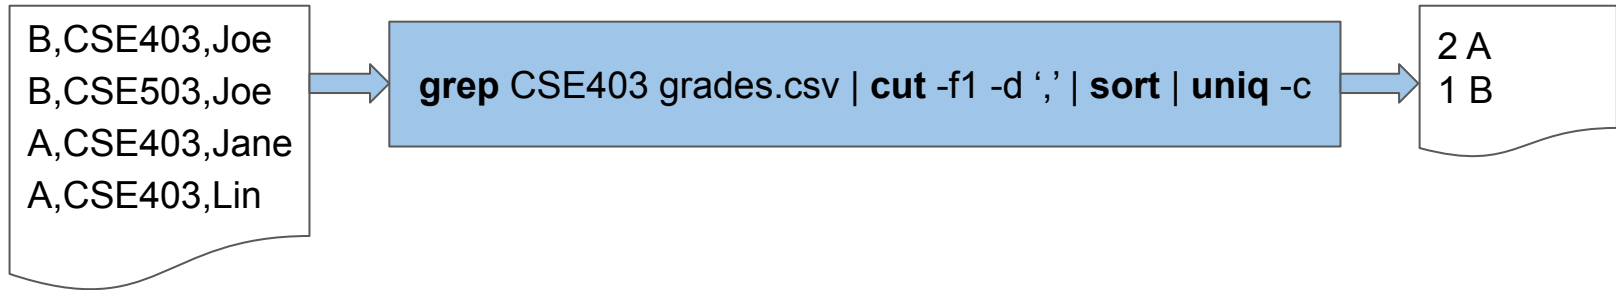 B,CSE403,Joe
B,CSE503,Joe
A,CSE403,Jane
A,CSE403,Lin
grep CSE403 grades.csv | cut -f1 -d ‘,’ | sort | uniq -c
2 A
1 B